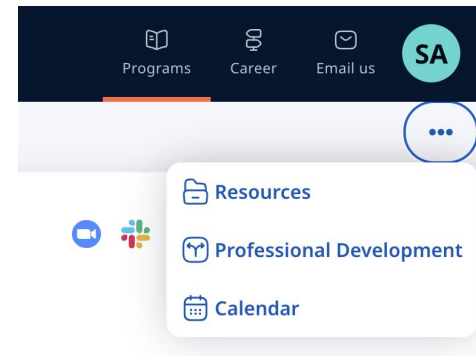 Programs
Career
Email us
SA
Resources
Professional Development
Calendar